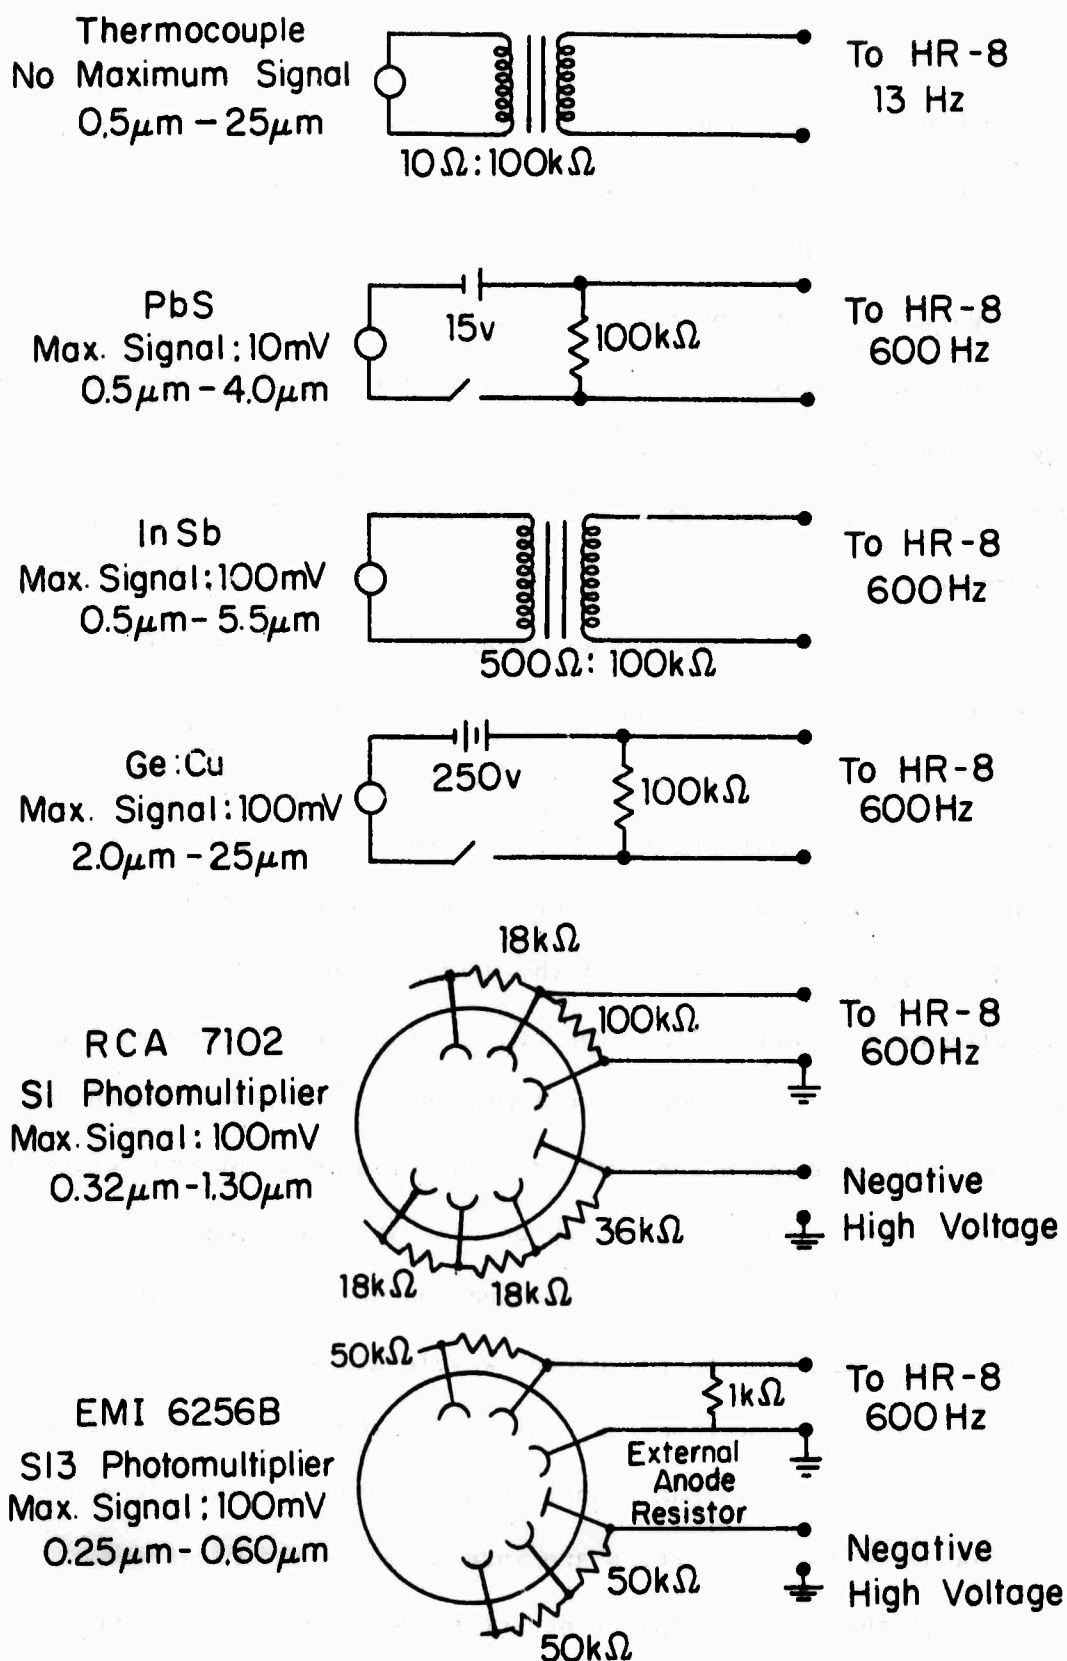 Thermocouple
No Maximum Signal
0.5μm – 25μm
10Ω : 100kΩ
To HR-8
13 Hz
PbS
Max. Signal : 10mV
0.5μm – 4.0μm
15v
100kΩ
To HR-8
600 Hz
InSb
Max. Signal : 100mV
0.5μm – 5.5μm
500Ω : 100kΩ
To HR-8
600Hz
Ge:Cu
Max. Signal : 100mV
2.0μm – 25μm
250v
100kΩ
To HR-8
600Hz
RCA 7102
S1 Photomultiplier
Max. Signal : 100mV
0.32μm – 1.30μm
18kΩ
100kΩ
36kΩ
18kΩ
18kΩ
To HR-8
600Hz
Negative
High Voltage
EMI 6256B
S13 Photomultiplier
Max. Signal : 100mV
0.25μm – 0.60μm
50kΩ
1kΩ
External
Anode
Resistor
50kΩ
50kΩ
To HR-8
600Hz
Negative
High Voltage